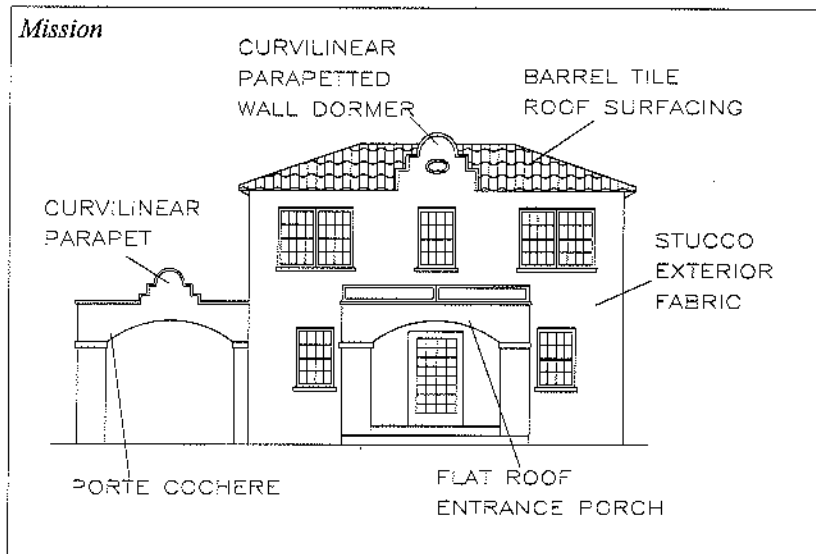 Mission
CURVILINEAR
PARAPETTED
WALL DORMER
BARREL TILE
ROOF SURFACING
CURVILINEAR
PARAPET
STUCCO
EXTERIOR
FABRIC
PORTE COCHERE
FLAT ROOF
ENTRANCE PORCH